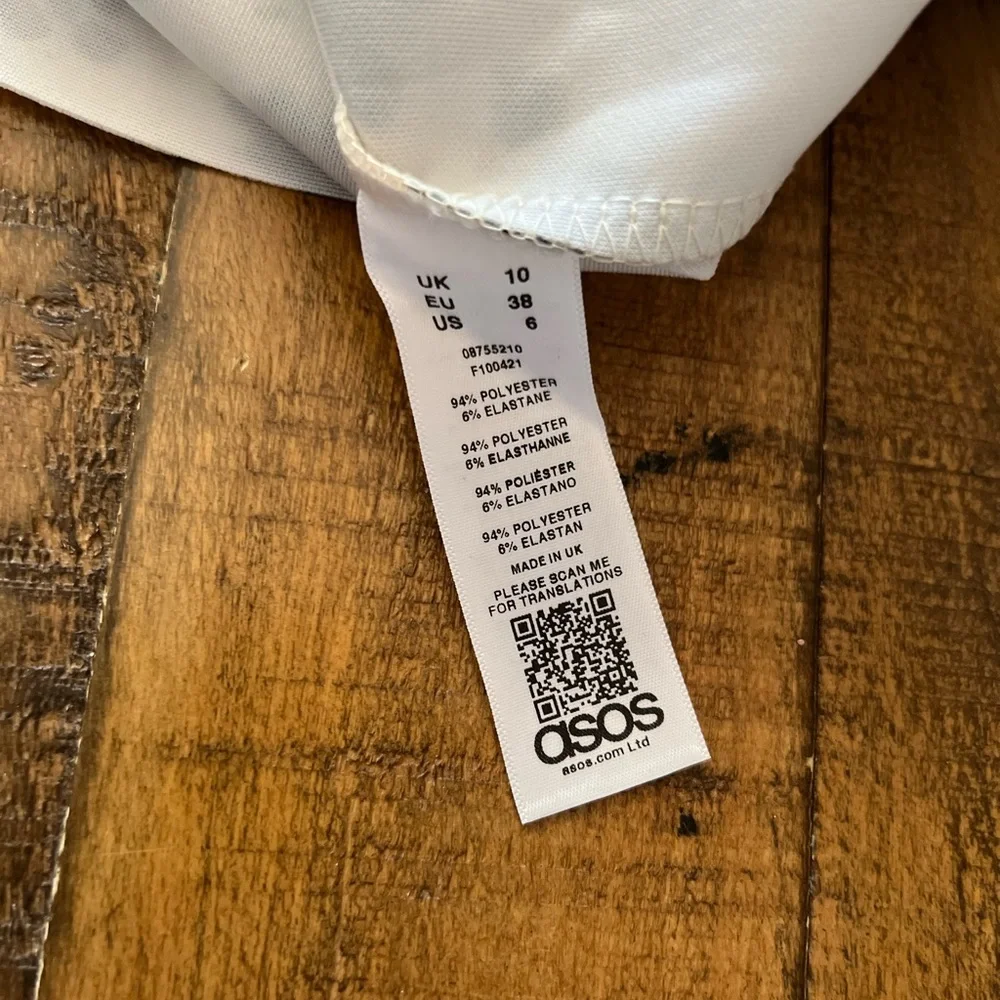 UK 10
EU 38
US 6
08755210
F100421
94% POLYESTER
6% ELASTANE
94% POLYESTER
6% ELASTHANNE
94% POLIÉSTER
6% ELASTANO
94% POLYESTER
6% ELASTAN
MADE IN UK
PLEASE SCAN ME
FOR TRANSLATIONS
asos
asos.com Ltd